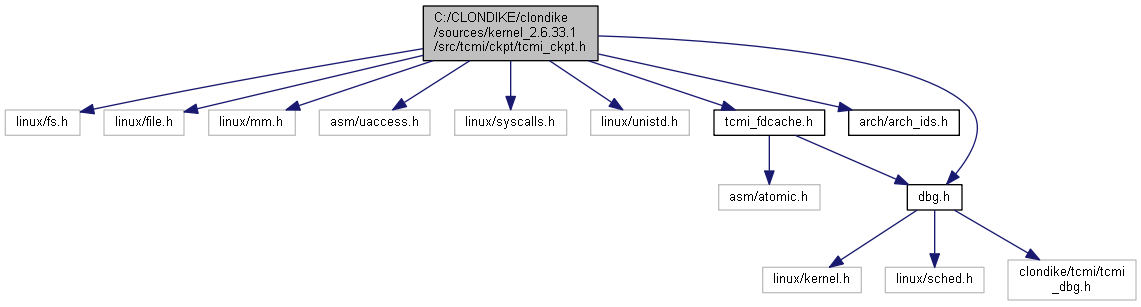 C:/CLONDIKE/clondike
/sources/kernel_2.6.33.1
/src/tcmi/ckpt/tcmi_ckpt.h
linux/fs.h
linux/file.h
linux/mm.h
asm/uaccess.h
linux/syscalls.h
linux/unistd.h
tcmi_fdcache.h
arch/arch_ids.h
asm/atomic.h
dbg.h
linux/kernel.h
linux/sched.h
clondike/tcmi/tcmi
_dbg.h